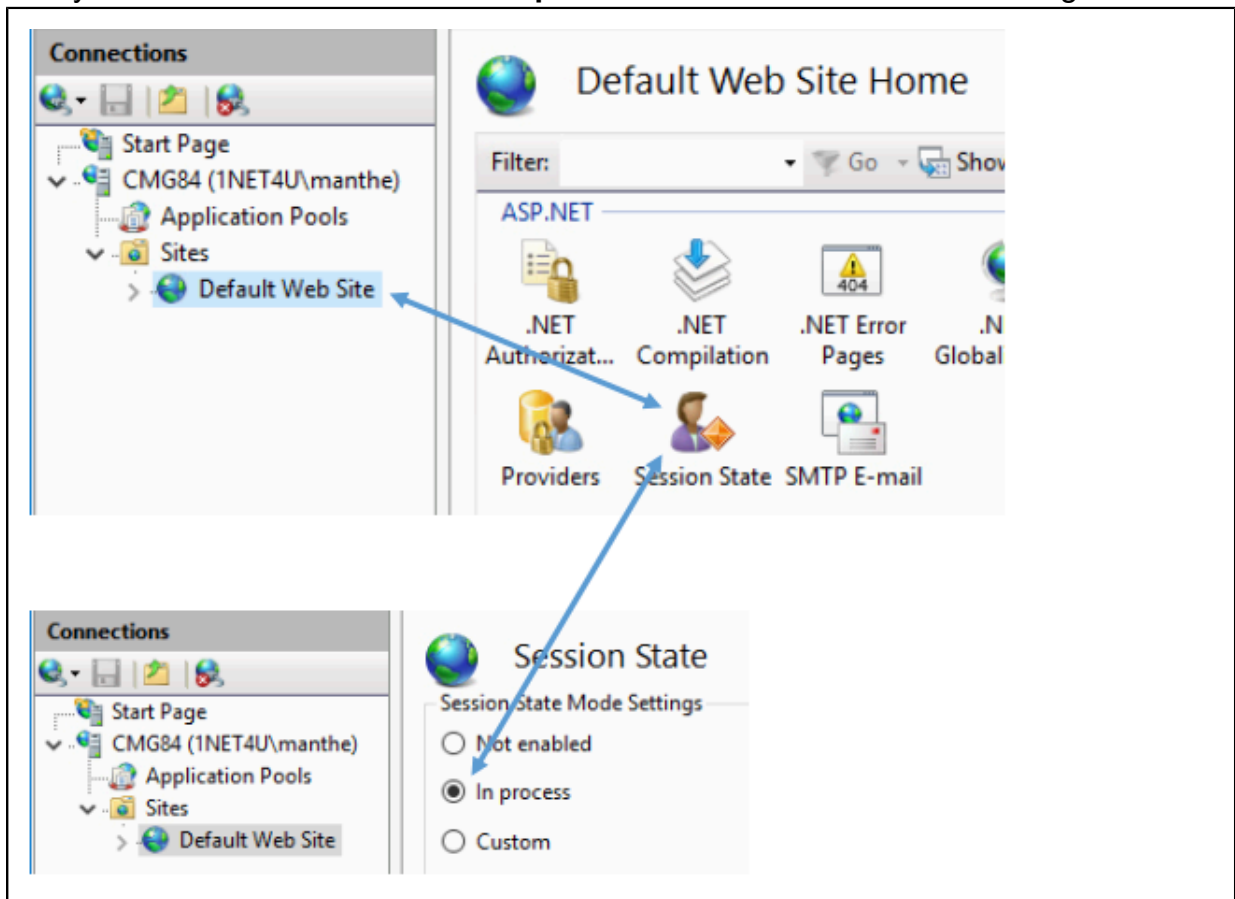 Connections
Default Web Site Home
Start Page
CMG84 (1NET4U\manthe)
Application Pools
Sites
Default Web Site
Filter:
Go
Show
ASP.NET
.NET Authorizat...
.NET Compilation
404
.NET Error Pages
.N
Global
Providers
Session State
SMTP E-mail
Connections
Start Page
CMG84 (1NET4U\manthe)
Application Pools
Sites
Default Web Site
Session State
Session State Mode Settings
Not enabled
In process
Custom